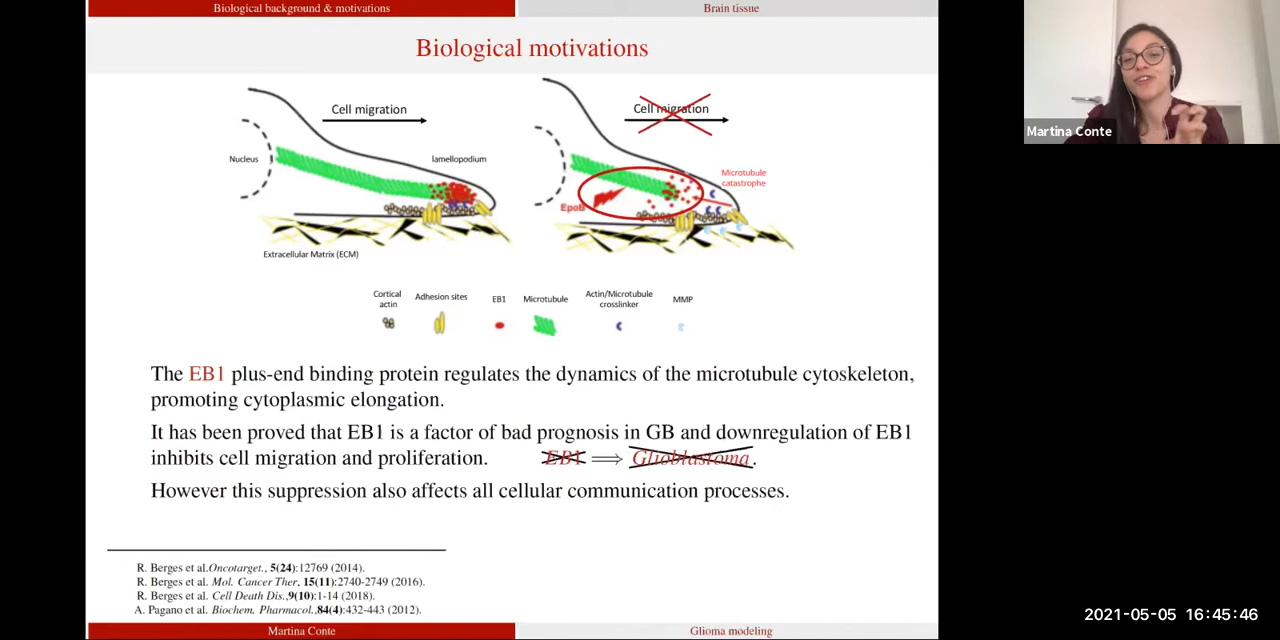 Biological background & motivations
Brain tissue
Biological motivations
Cell migration
Cell migration
Nucleus
lamellopodium
Microtubule
catastrophe
EpoB
Extracellular Matrix (ECM)
Cortical
actin
Adhesion sites
EB1
Microtubule
Actin/Microtubule
crosslinker
MMP
The EB1 plus-end binding protein regulates the dynamics of the microtubule cytoskeleton,
promoting cytoplasmic elongation.
It has been proved that EB1 is a factor of bad prognosis in GB and downregulation of EB1
inhibits cell migration and proliferation. EB1 ⟹ Glioblastoma.
However this suppression also affects all cellular communication processes.
R. Berges et al.Oncotarget., 5(24):12769 (2014).
R. Berges et al. Mol. Cancer Ther, 15(11):2740-2749 (2016).
R. Berges et al. Cell Death Dis.,9(10):1-14 (2018).
A. Pagano et al. Biochem. Pharmacol.,84(4):432-443 (2012).
Martina Conte
Glioma modeling
Martina Conte
2021-05-05 16:45:46